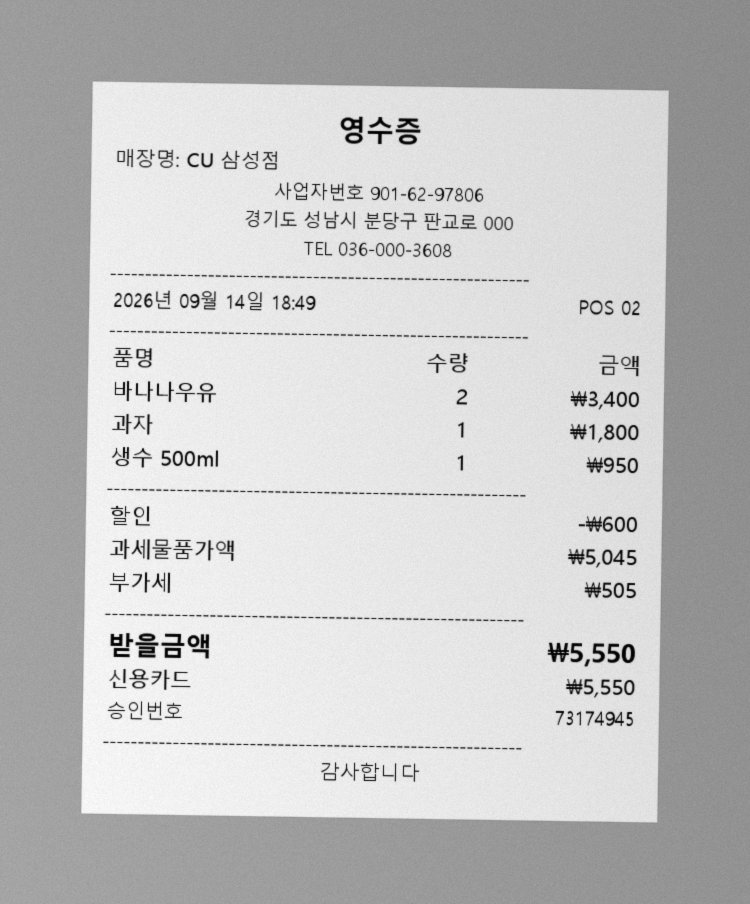 영수증
매장명: CU 삼성점
사업자번호 901-62-97806
경기도 성남시 분당구 판교로 000
TEL 036-000-3608
2026년 09월 14일 18:49 POS 02
품명 수량 금액
바나나우유 2 ₩3,400
과자 1 ₩1,800
생수 500ml 1 ₩950
할인 -₩600
과세물품가액 ₩5,045
부가세 ₩505
받을금액 ₩5,550
신용카드 ₩5,550
승인번호 73174945
감사합니다